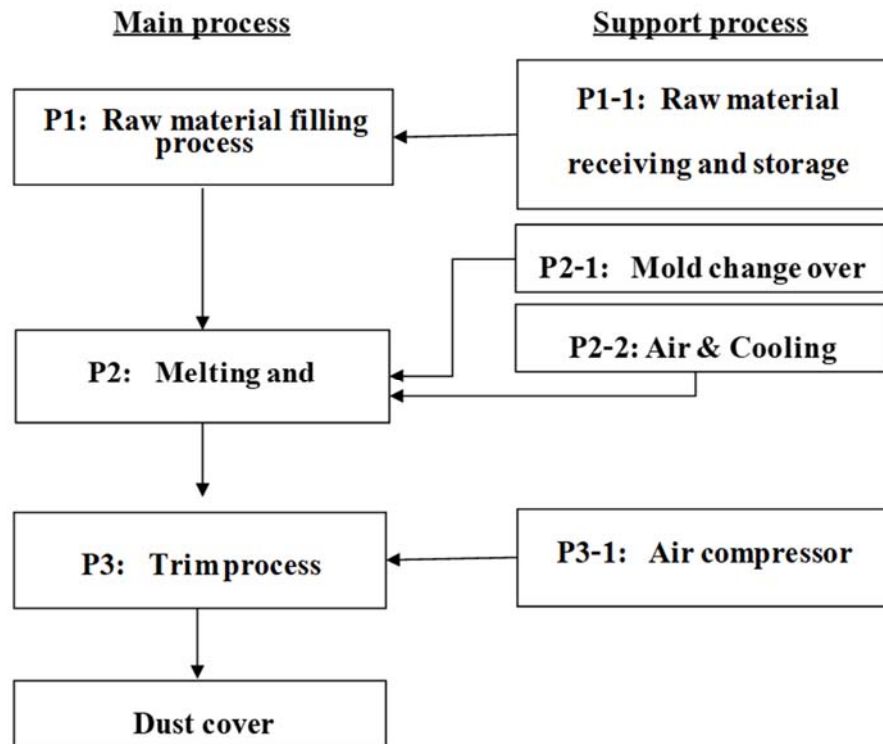 Main process
Support process
P1: Raw material filling
process
P1-1: Raw material
receiving and storage
P2-1: Mold change over
P2-2: Air & Cooling
P2: Melting and
P3: Trim process
P3-1: Air compressor
Dust cover